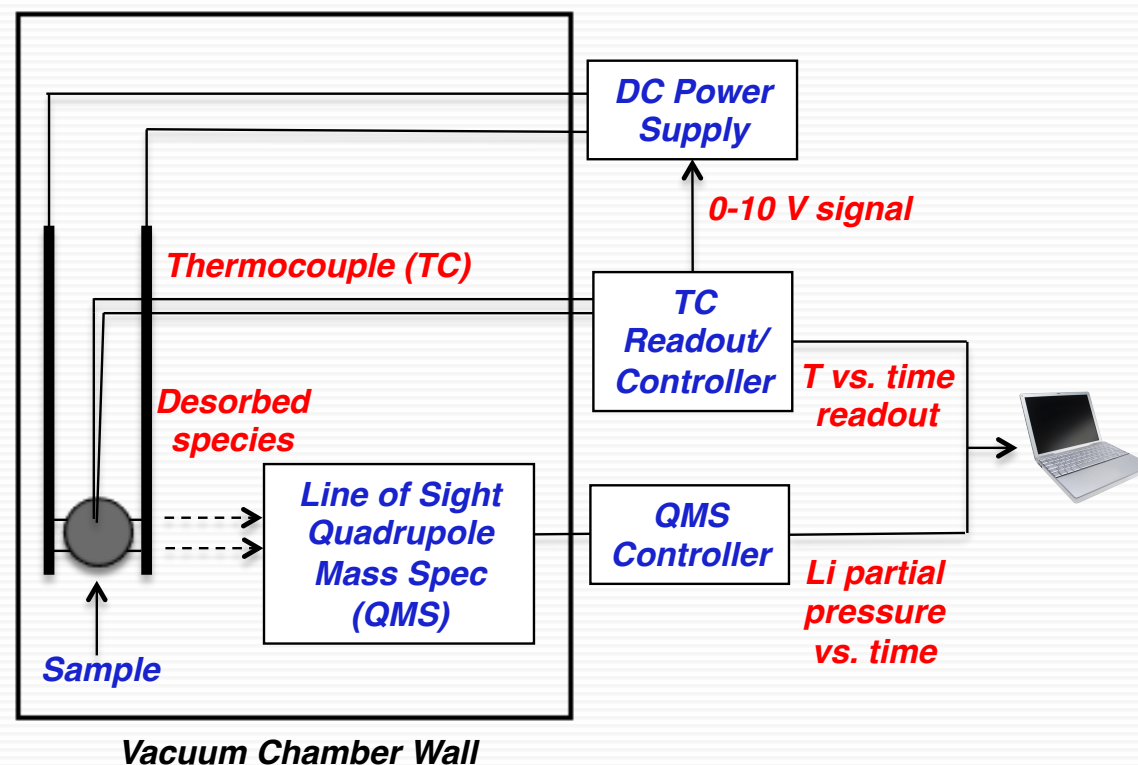 DC Power
Supply
0-10 V signal
Thermocouple (TC)
TC
Readout/
Controller
T vs. time
readout
Desorbed
species
Line of Sight
Quadrupole
Mass Spec
(QMS)
QMS
Controller
Li partial
pressure
vs. time
Sample
Vacuum Chamber Wall